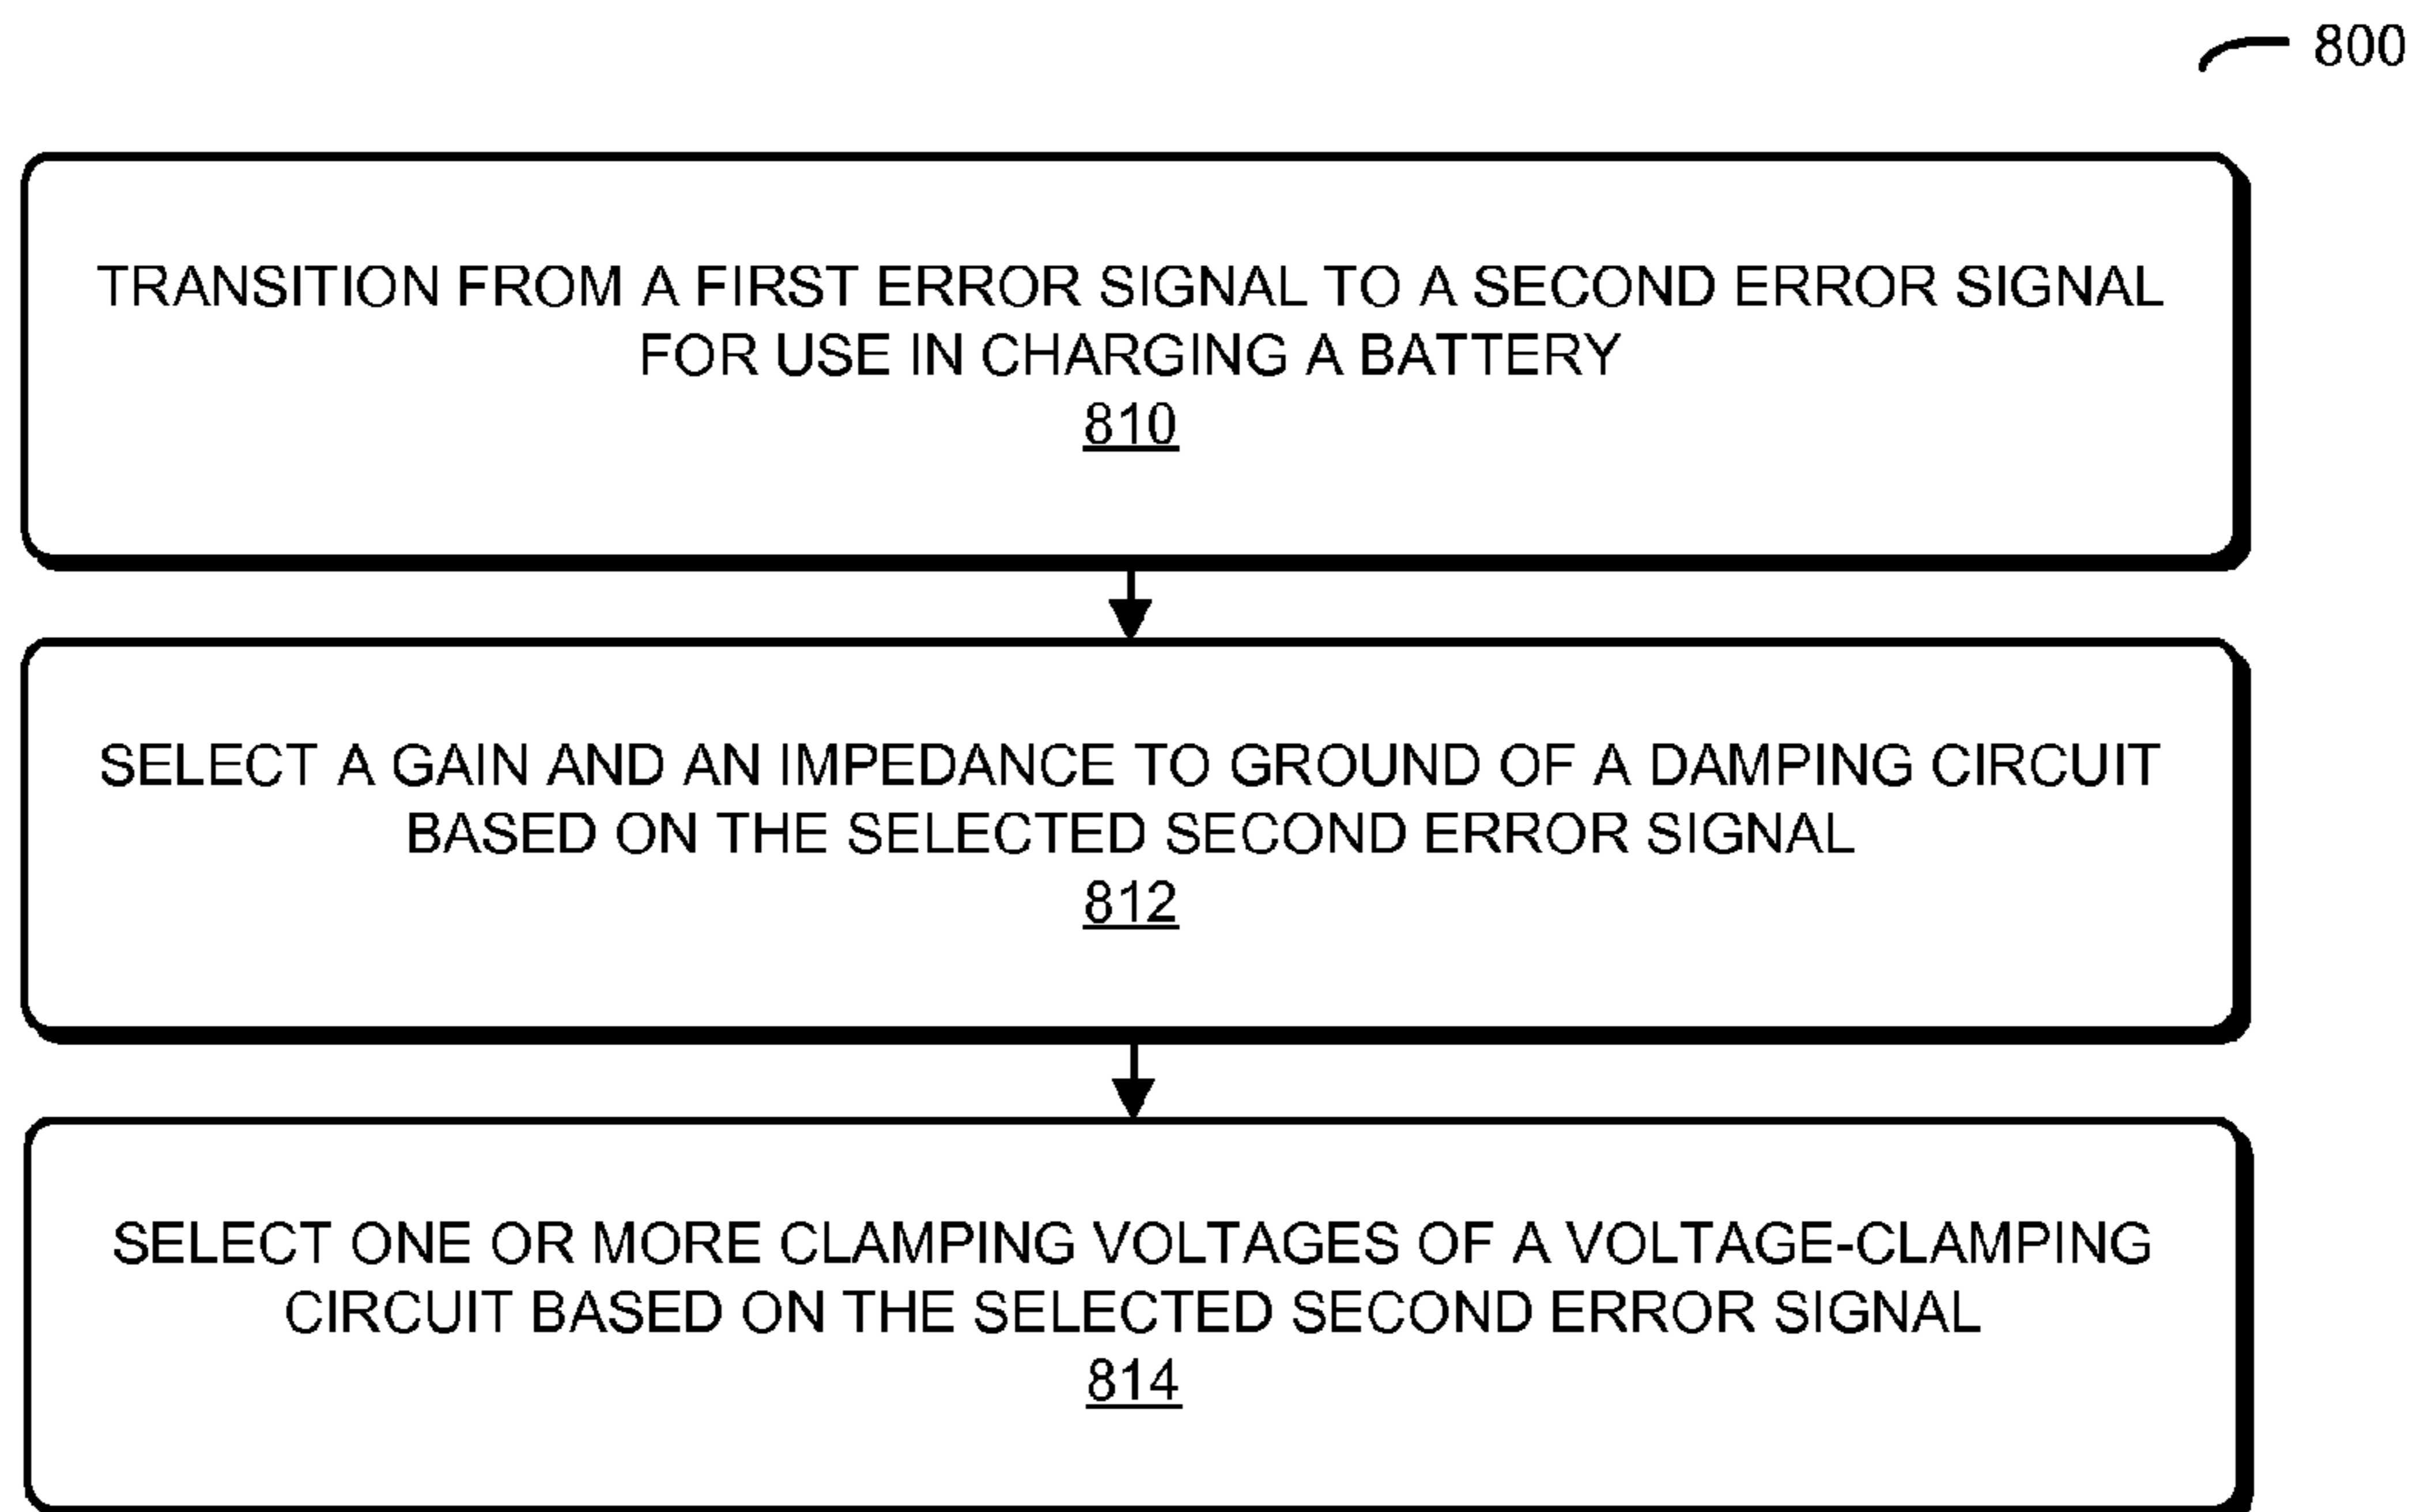 800
TRANSITION FROM A FIRST ERROR SIGNAL TO A SECOND ERROR SIGNAL
FOR USE IN CHARGING A BATTERY
810
SELECT A GAIN AND AN IMPEDANCE TO GROUND OF A DAMPING CIRCUIT
BASED ON THE SELECTED SECOND ERROR SIGNAL
812
SELECT ONE OR MORE CLAMPING VOLTAGES OF A VOLTAGE-CLAMPING
CIRCUIT BASED ON THE SELECTED SECOND ERROR SIGNAL
814